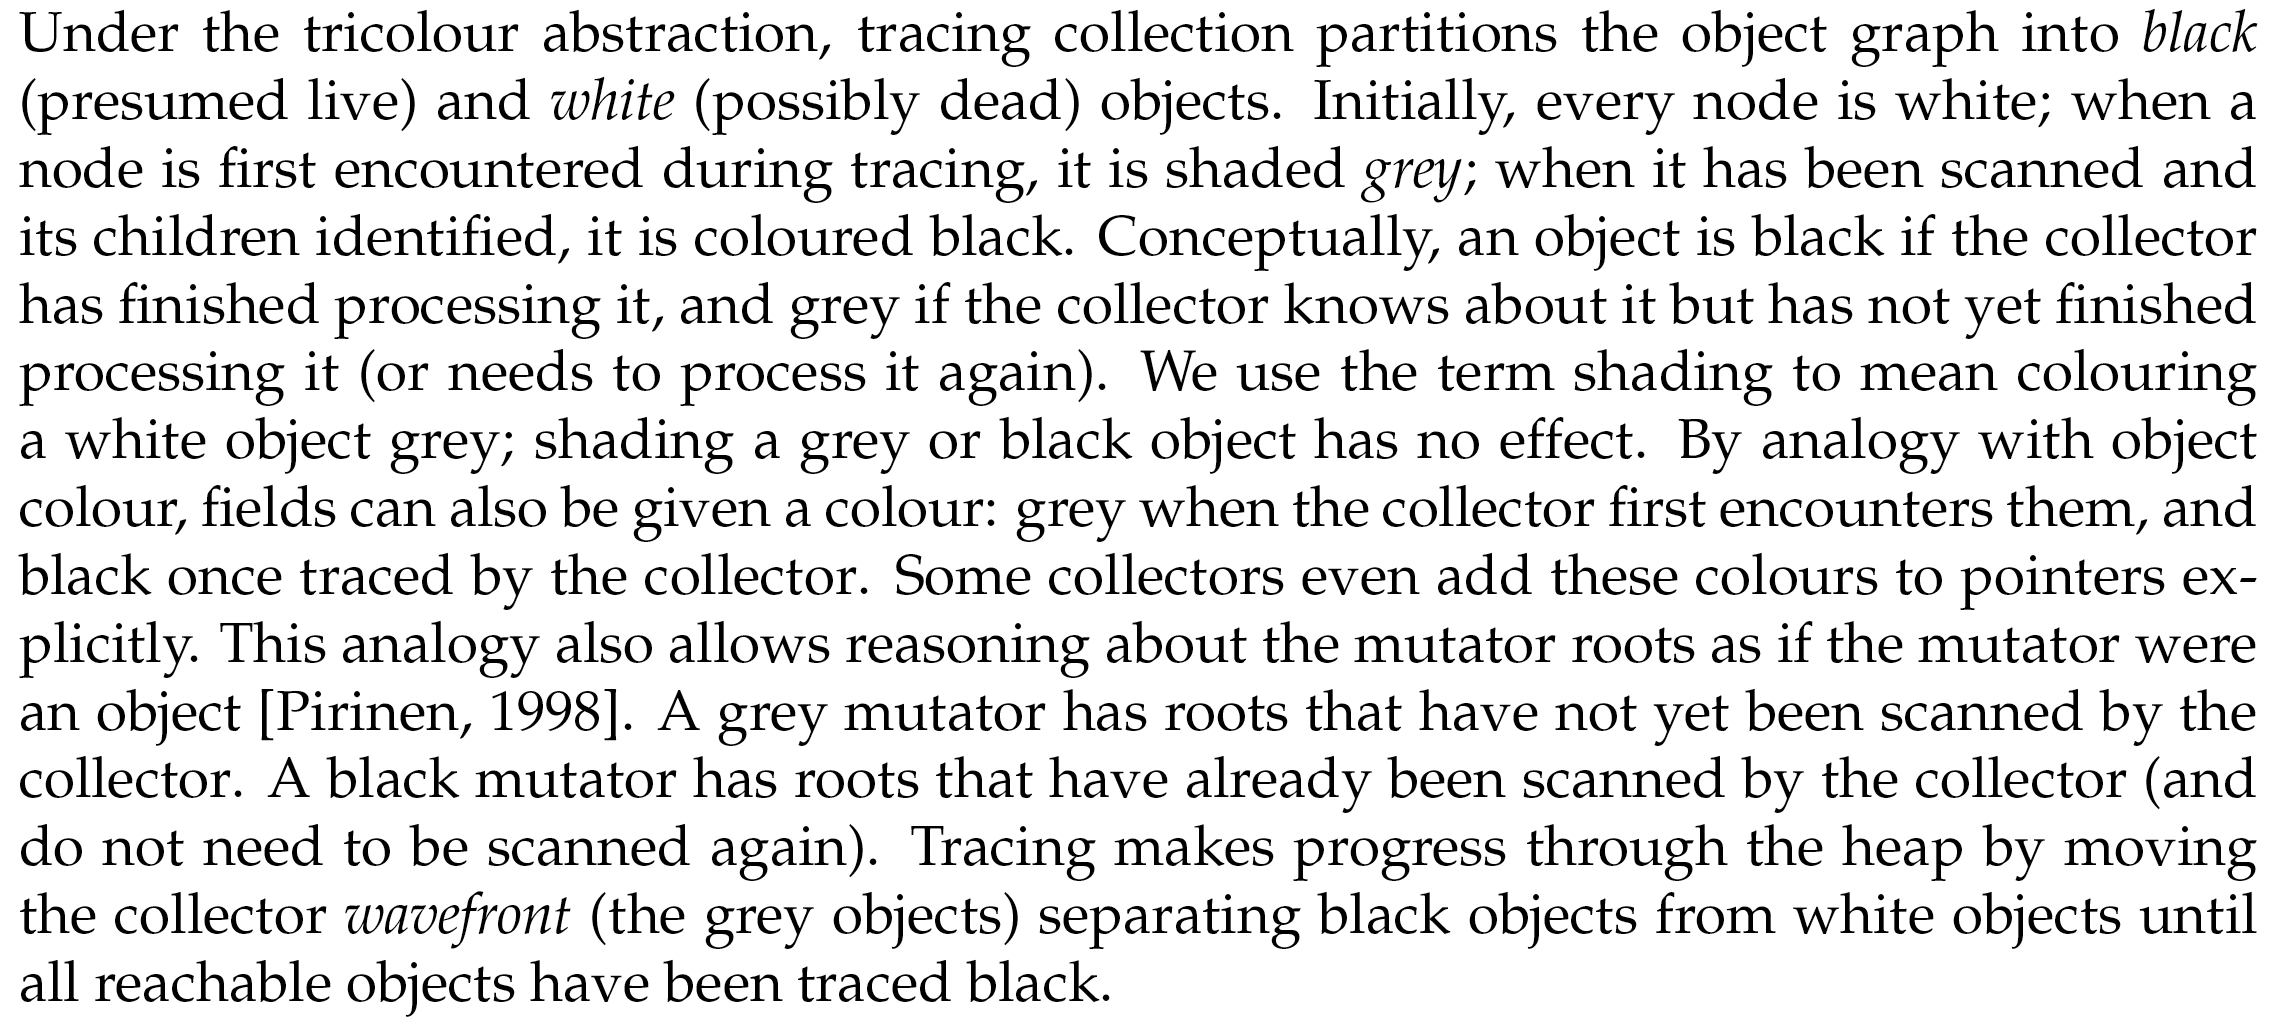 Under the tricolour abstraction, tracing collection partitions the object graph into black
(presumed live) and white (possibly dead) objects. Initially, every node is white; when a
node is first encountered during tracing, it is shaded grey; when it has been scanned and
its children identified, it is coloured black. Conceptually, an object is black if the collector
has finished processing it, and grey if the collector knows about it but has not yet finished
processing it (or needs to process it again). We use the term shading to mean colouring
a white object grey; shading a grey or black object has no effect. By analogy with object
colour, fields can also be given a colour: grey when the collector first encounters them, and
black once traced by the collector. Some collectors even add these colours to pointers ex-
plicitly. This analogy also allows reasoning about the mutator roots as if the mutator were
an object [Pirinen, 1998]. A grey mutator has roots that have not yet been scanned by the
collector. A black mutator has roots that have already been scanned by the collector (and
do not need to be scanned again). Tracing makes progress through the heap by moving
the collector wavefront (the grey objects) separating black objects from white objects until
all reachable objects have been traced black.